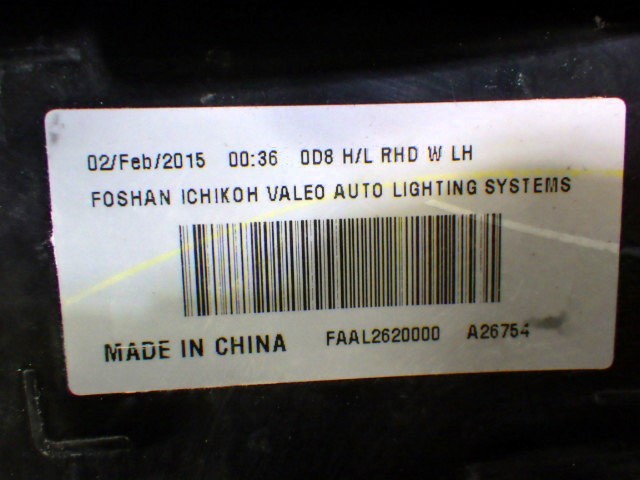 02/Feb/2015 00:36 0D8 H/L RHD W LH
FOSHAN ICHIKOH VALEO AUTO LIGHTING SYSTEMS
MADE IN CHINA FAAL2620000 A26754